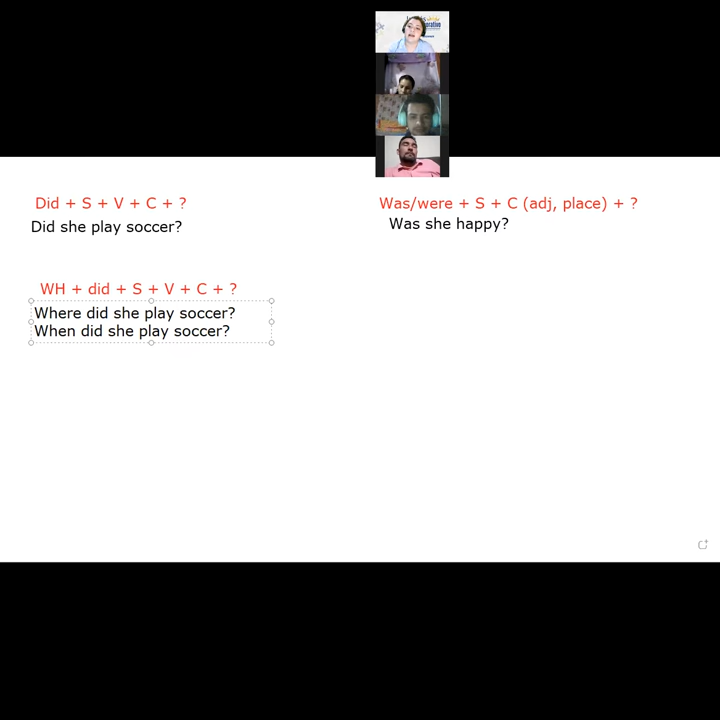 Did + S + V + C + ?
Did she play soccer?
WH + did + S + V + C + ?
Where did she play soccer?
When did she play soccer?
Was/were + S + C (adj, place) + ?
Was she happy?